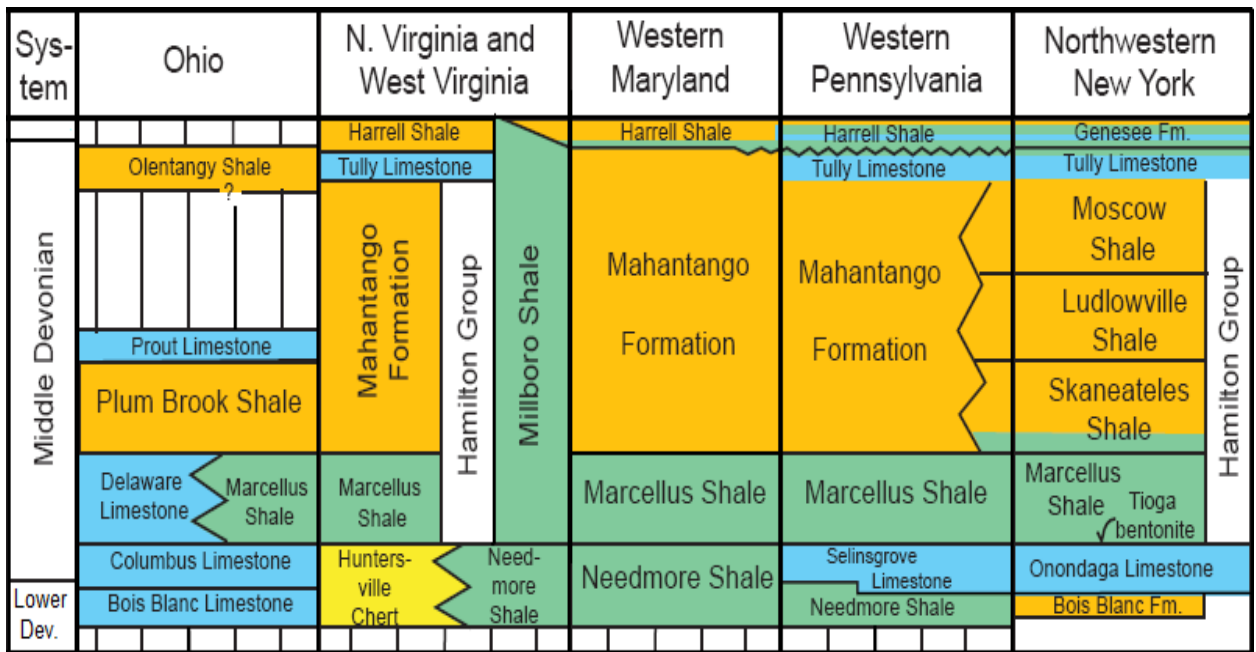 Sys-
tem
Ohio
N. Virginia and
West Virginia
Western
Maryland
Western
Pennsylvania
Northwestern
New York
Middle Devonian
Lower
Dev.
Olentangy Shale
?
Prout Limestone
Plum Brook Shale
Delaware
Limestone
Marcellus
Shale
Columbus Limestone
Bois Blanc Limestone
Harrell Shale
Tully Limestone
Mahantango
Formation
Hamilton Group
Millboro Shale
Marcellus
Shale
Hunters-
ville
Chert
Need-
more
Shale
Harrell Shale
Mahantango
Formation
Marcellus Shale
Needmore Shale
Harrell Shale
Tully Limestone
Mahantango
Formation
Marcellus Shale
Selinsgrove
Limestone
Needmore Shale
Genesee Fm.
Tully Limestone
Moscow
Shale
Ludlowville
Shale
Skaneateles
Shale
Hamilton Group
Marcellus
Shale
Tioga
bentonite
Onondaga Limestone
Bois Blanc Fm.